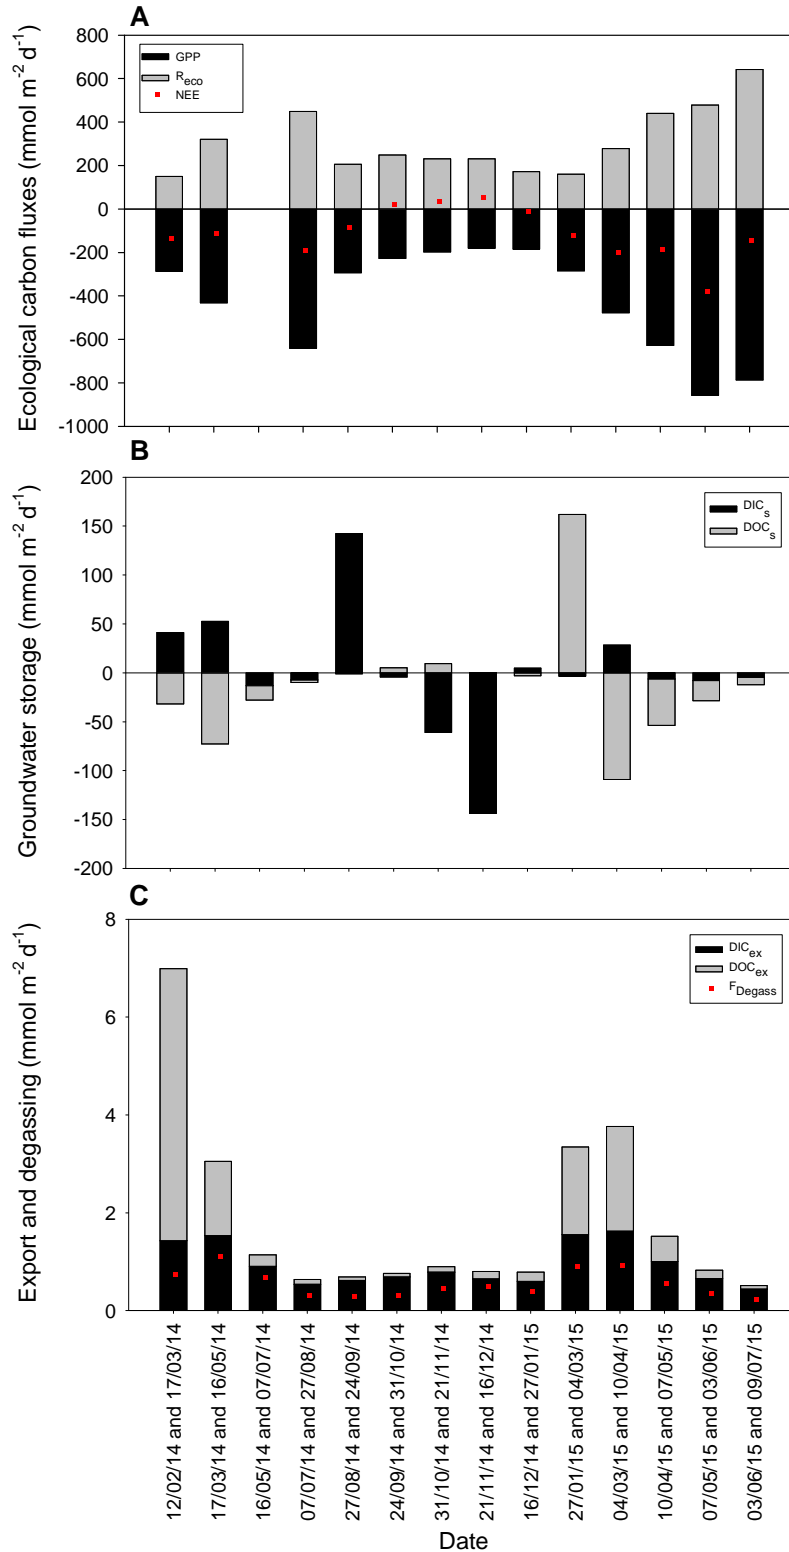 A
Ecological carbon fluxes (mmol m-2 d-1)
800
600
400
200
0
-200
-400
-600
-800
-1000
GPP
Reco
NEE
B
Groundwater storage (mmol m-2 d-1)
200
150
100
50
0
-50
-100
-150
-200
DICs
DOCs
C
Export and degassing (mmol m-2 d-1)
8
6
4
2
0
DICex
DOCex
FDegass
12/02/14 and 17/03/14
17/03/14 and 16/05/14
16/05/14 and 07/07/14
07/07/14 and 27/08/14
27/08/14 and 24/09/14
24/09/14 and 31/10/14
31/10/14 and 21/11/14
21/11/14 and 16/12/14
16/12/14 and 27/01/15
27/01/15 and 04/03/15
04/03/15 and 10/04/15
10/04/15 and 07/05/15
07/05/15 and 03/06/15
03/06/15 and 09/07/15
Date